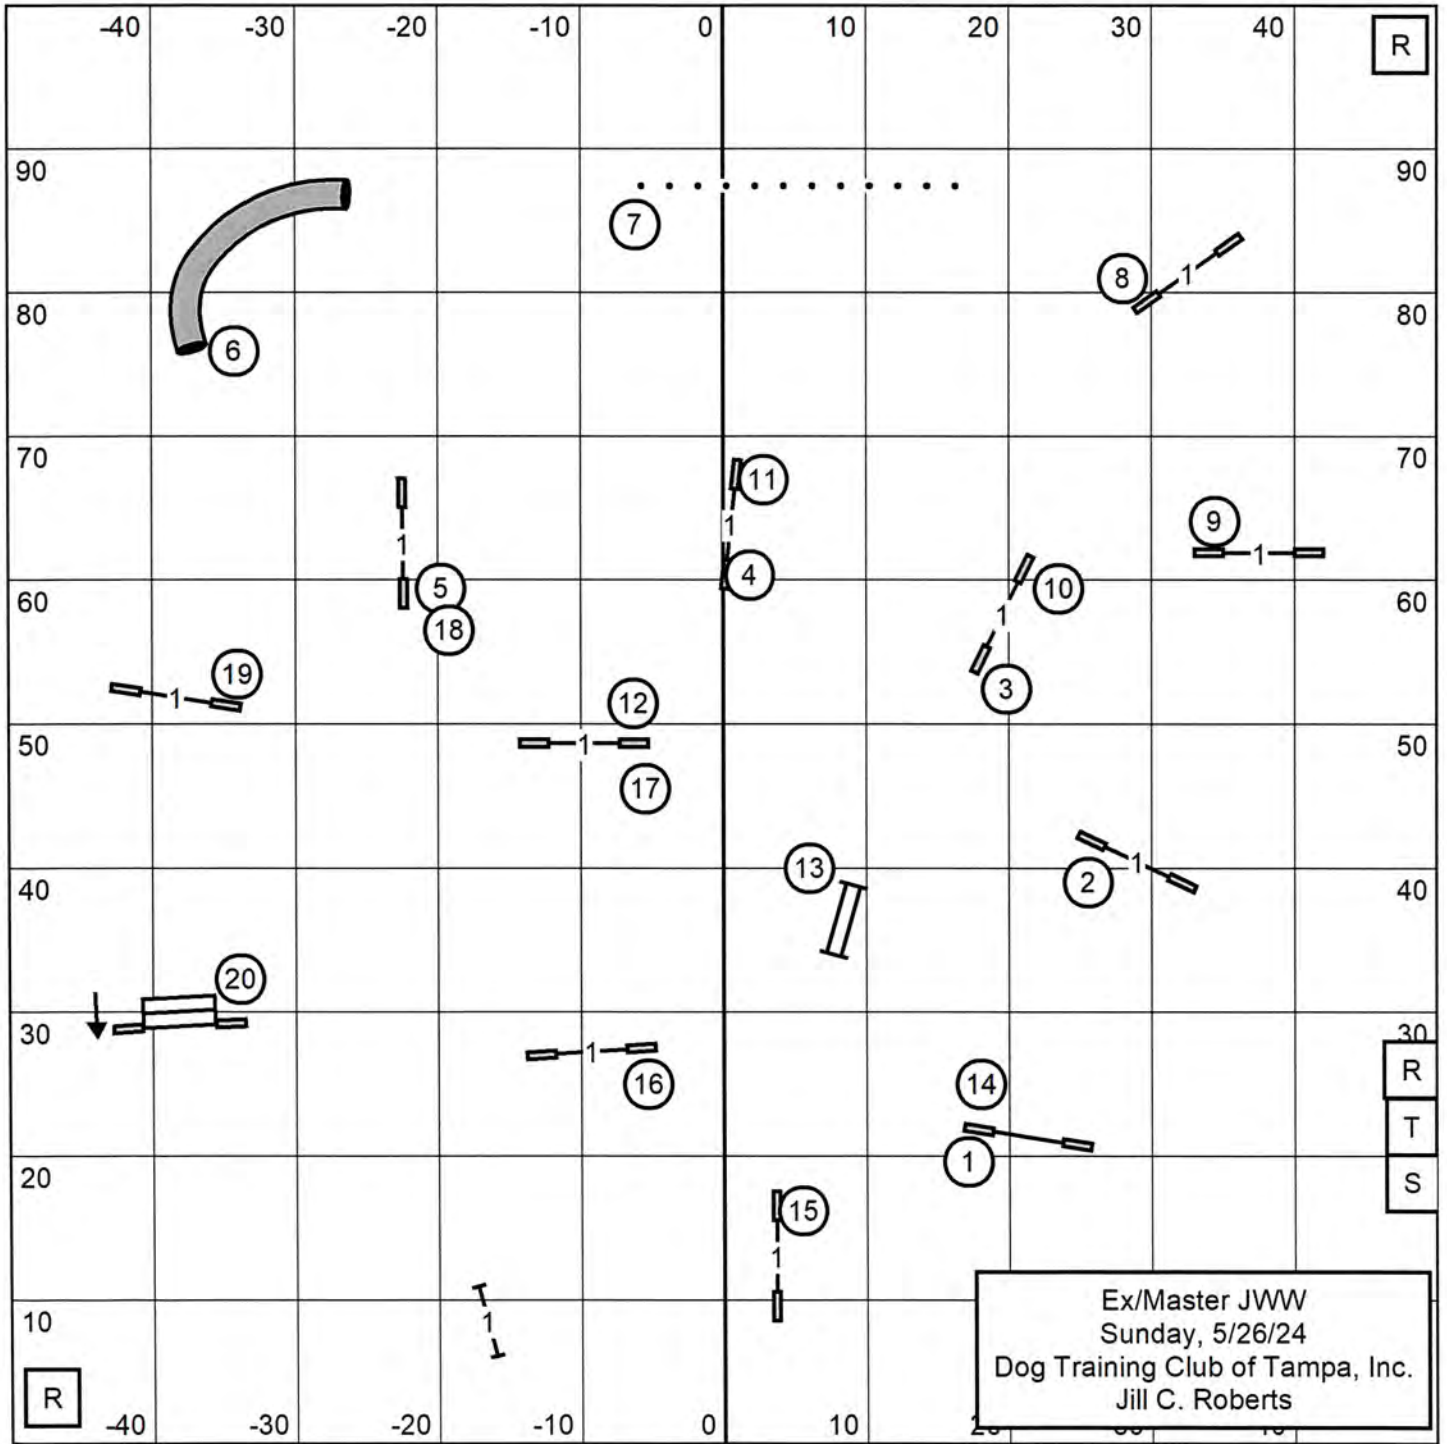 -40 -30 -20 -10 0 10 20 30 40 R
90 90
7
8 1
80 80
6
70 70
11
1 1 9 1
5 4 10
60 60
18 1
19 1 12 3
50 1 50
17
13 1
40 2 40
20
30 30
1 R
16 14
T
1
20 S
15
1
10 1
Ex/Master JWW
Sunday, 5/26/24
Dog Training Club of Tampa, Inc.
Jill C. Roberts
R
-40 -30 -20 -10 0 10